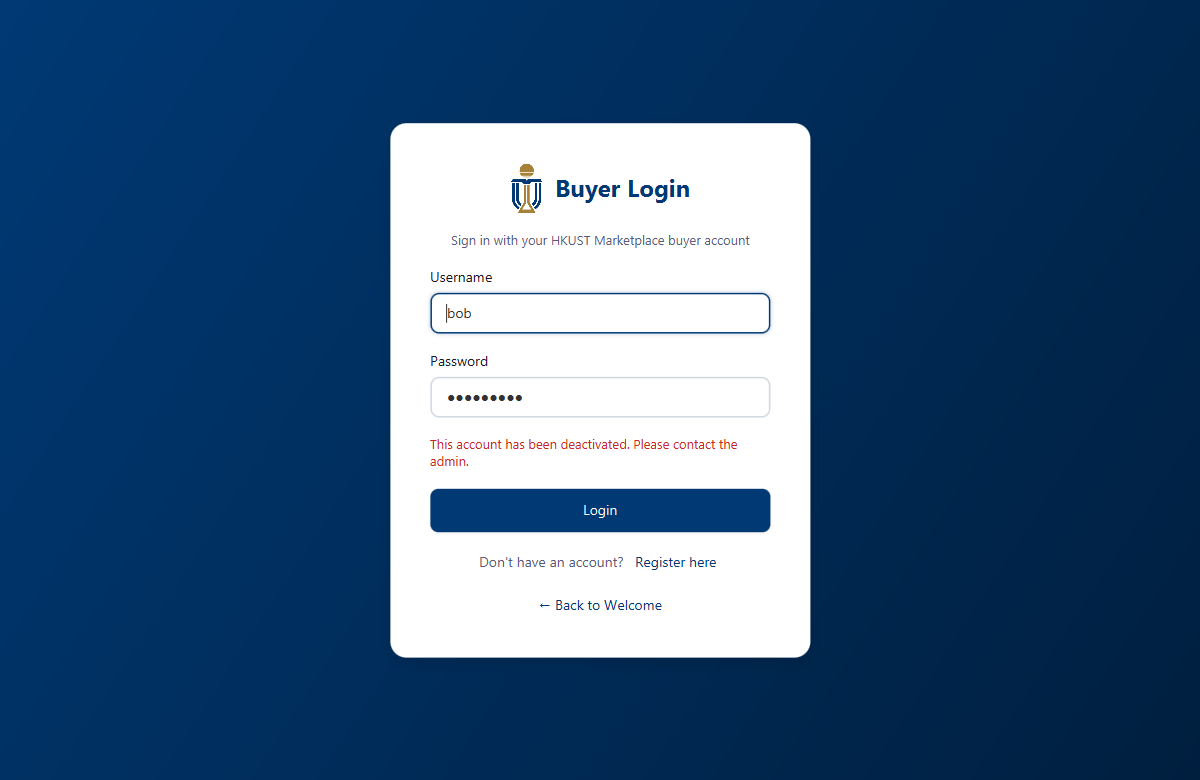 Buyer Login
Sign in with your HKUST Marketplace buyer account
Username
bob
Password
•••••••••
This account has been deactivated. Please contact the
admin.
Login
Don't have an account? Register here
← Back to Welcome